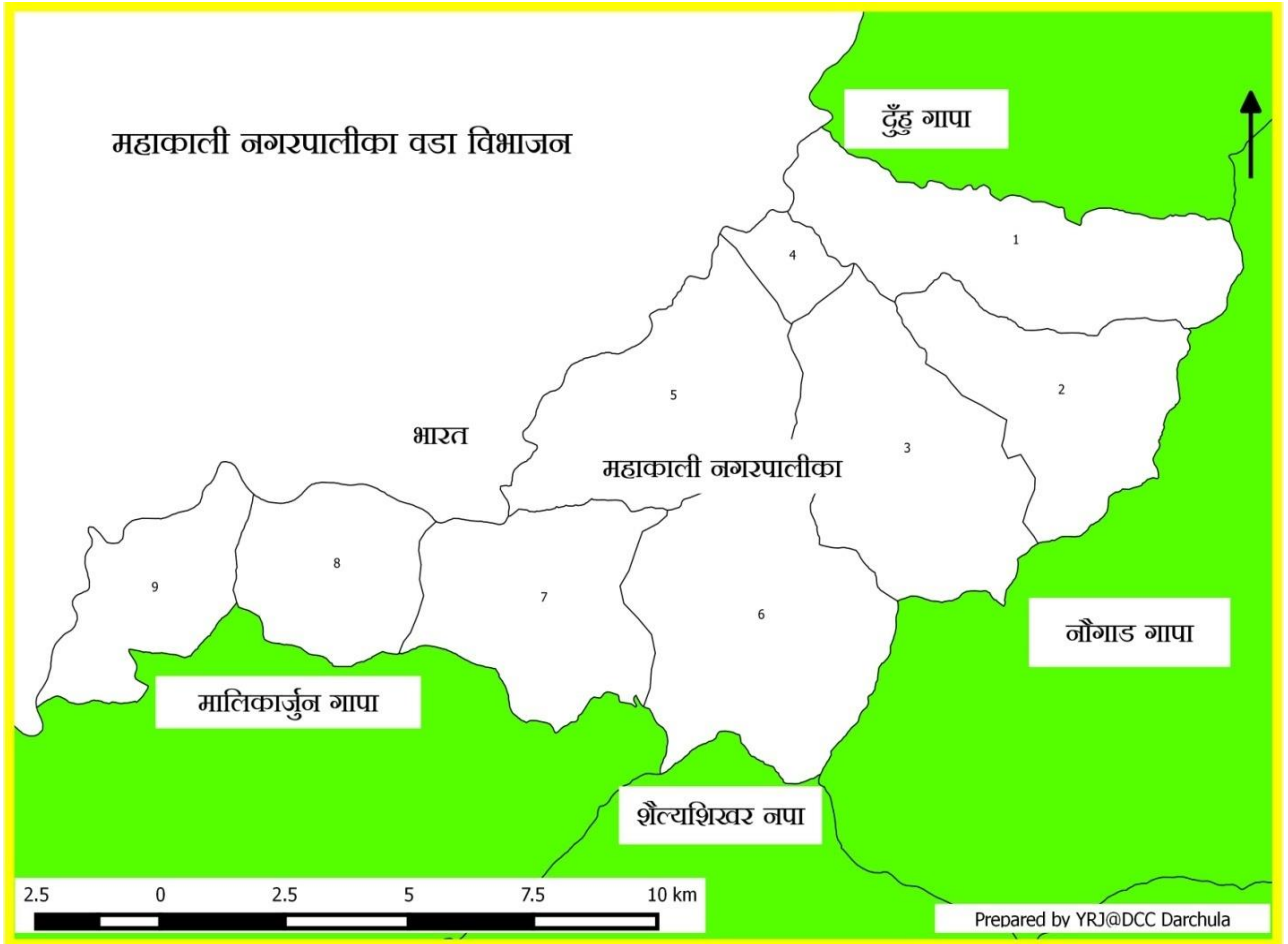 महाकाली नगरपालीका वडा विभाजन
दुँहु गापा
1
4
2
5
3
भारत
महाकाली नगरपालीका
8
9
7
6
नौगाड गापा
मालिकार्जुन गापा
शैल्यशिखर नपा
2.5 0 2.5 5 7.5 10 km
Prepared by YRJ@DCC Darchula